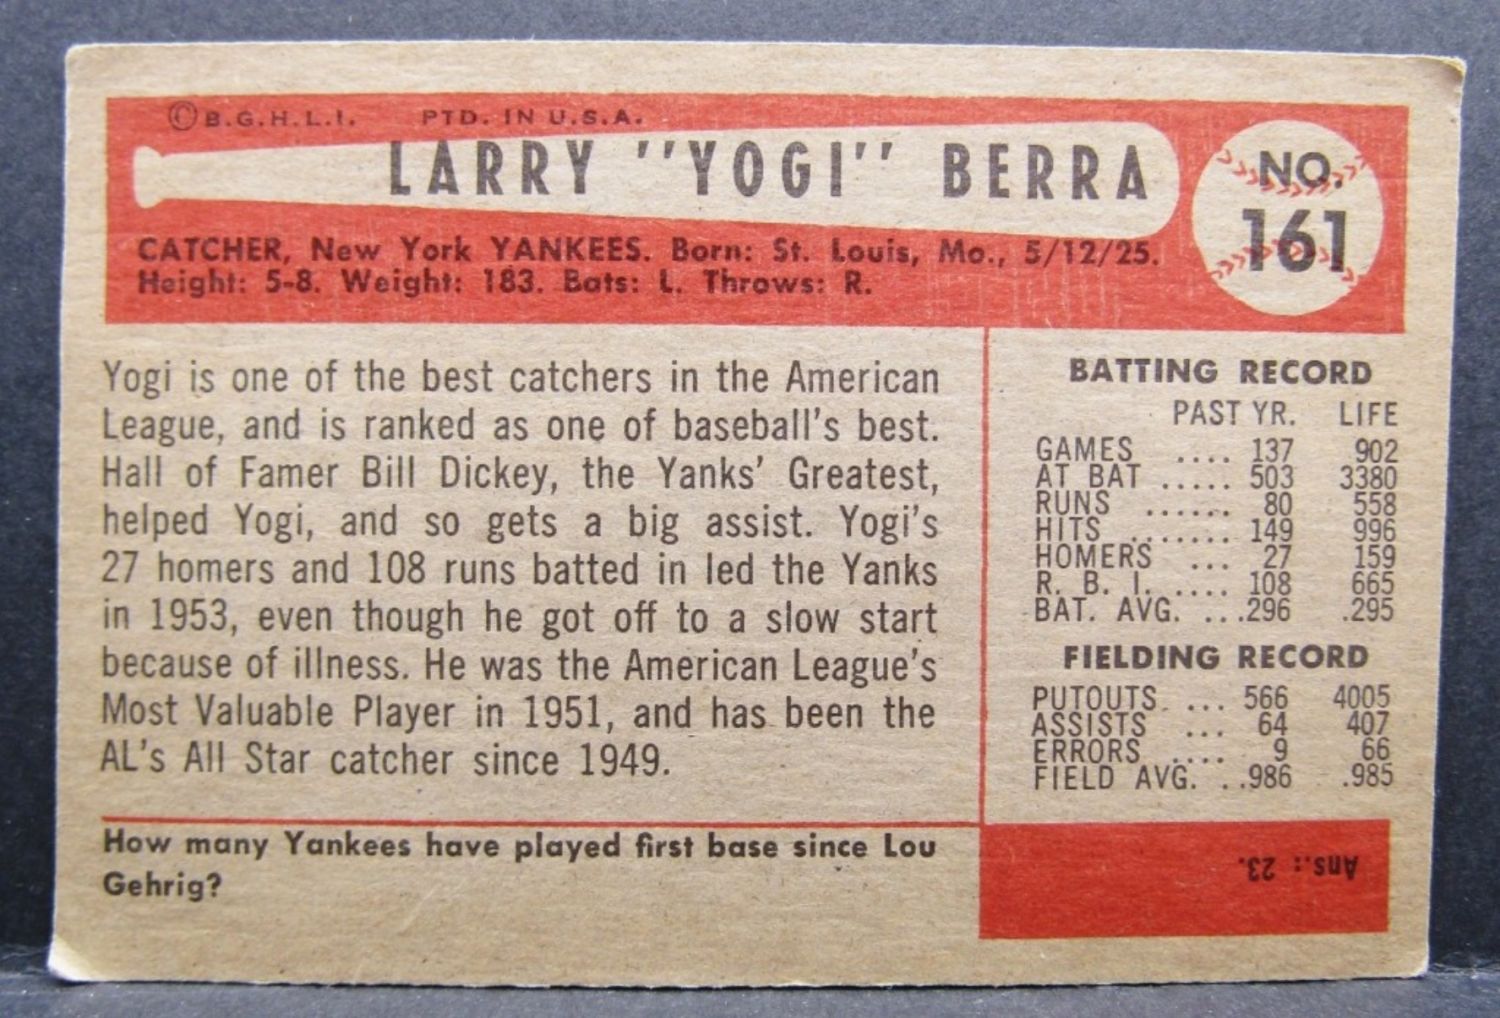 ©B.G.H.L.I. PTD. IN U.S.A.
LARRY "YOGI" BERRA
NO.
161
CATCHER, New York YANKEES. Born: St. Louis, Mo., 5/12/25.
Height: 5-8. Weight: 183. Bats: L. Throws: R.
Yogi is one of the best catchers in the American
League, and is ranked as one of baseball's best.
Hall of Famer Bill Dickey, the Yanks' Greatest,
helped Yogi, and so gets a big assist. Yogi's
27 homers and 108 runs batted in led the Yanks
in 1953, even though he got off to a slow start
because of illness. He was the American League's
Most Valuable Player in 1951, and has been the
AL's All Star catcher since 1949.
How many Yankees have played first base since Lou
Gehrig?
BATTING RECORD
PAST YR. LIFE
GAMES .... 137 902
AT BAT ..... 503 3380
RUNS ...... 80 558
HITS ....... 149 996
HOMERS ... 27 159
R. B. I. .... 108 665
BAT. AVG. ...296 .295
FIELDING RECORD
PUTOUTS. ... 566 4005
ASSISTS ... 64 407
ERRORS .... 9 66
FIELD AVG. ..986 .985
Ans.: 23.